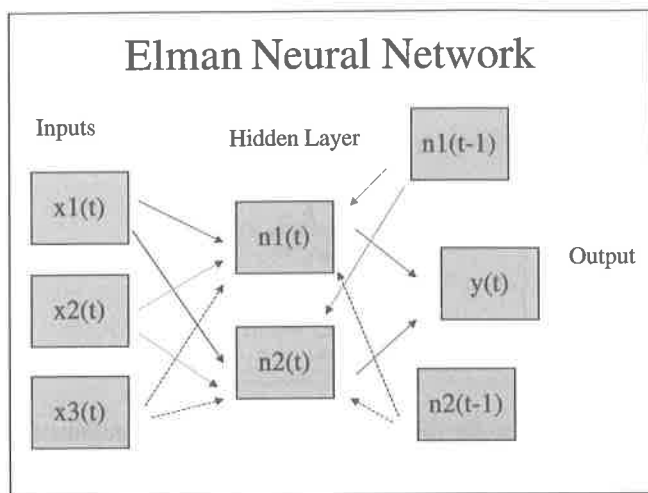 Elman Neural Network
Inputs
Hidden Layer
n1(t-1)
x1(t)
n1(t)
Output
x2(t)
y(t)
n2(t)
x3(t)
n2(t-1)